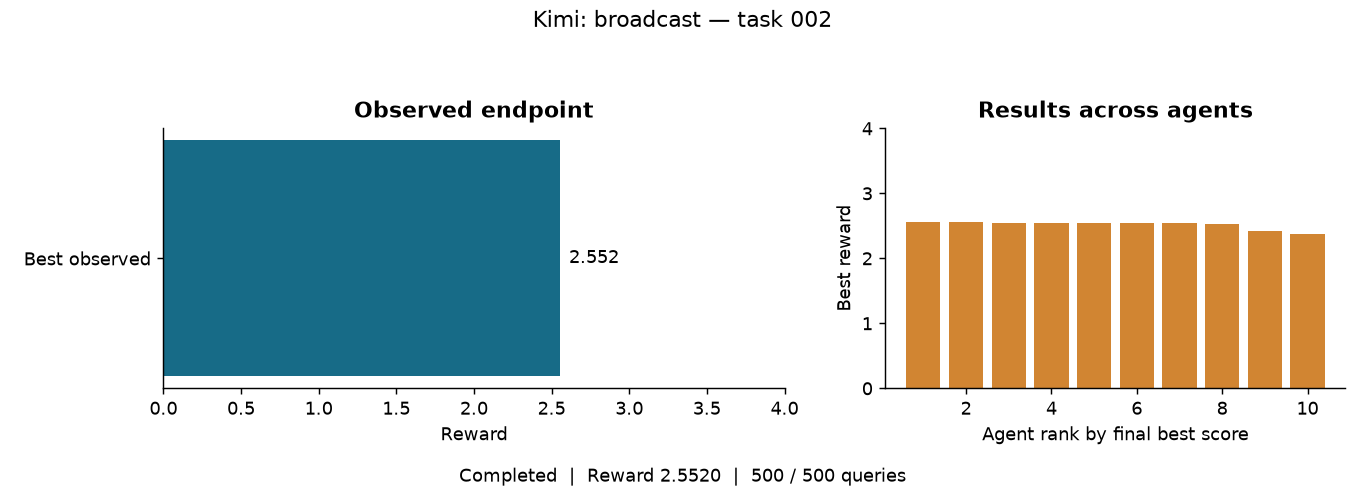 Kimi: broadcast — task 002
Observed endpoint
Best observed
2.552
0.0 0.5 1.0 1.5 2.0 2.5 3.0 3.5 4.0
Reward
Results across agents
Best reward
4
3
2
1
0
2 4 6 8 10
Agent rank by final best score
Completed | Reward 2.5520 | 500 / 500 queries